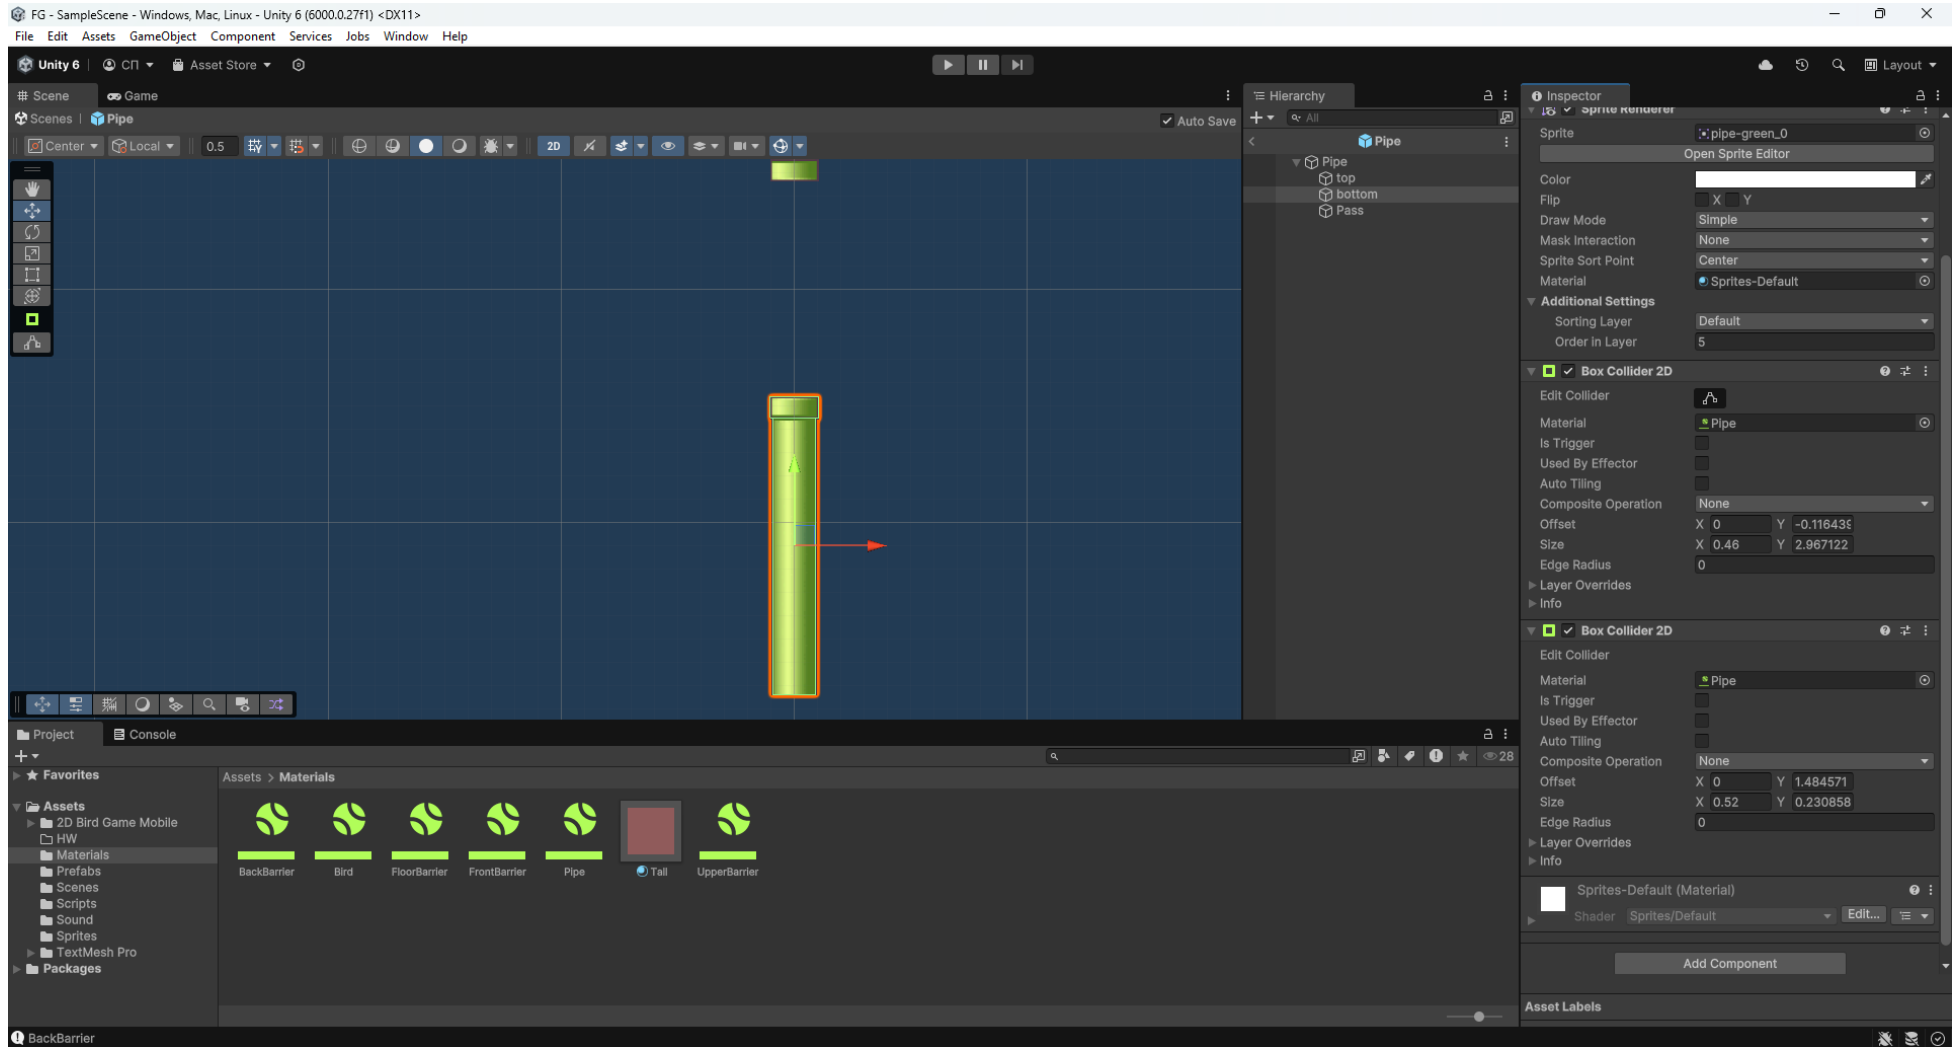 FG - SampleScene - Windows, Mac, Linux - Unity 6 (6000.0.27f1) <DX11>
File Edit Assets GameObject Component Services Jobs Window Help
Unity 6 СП Asset Store Layout
Scene Game
Scenes Pipe Auto Save
Center Local 0.5 2D
Hierarchy
All
Pipe
Pipe
top
bottom
Pass
Inspector
Sprite Renderer
Sprite pipe-green_0
Open Sprite Editor
Color
Flip X Y
Draw Mode Simple
Mask Interaction None
Sprite Sort Point Center
Material Sprites-Default
Additional Settings
Sorting Layer Default
Order in Layer 5
Box Collider 2D
Edit Collider
Material Pipe
Is Trigger
Used By Effector
Auto Tiling
Composite Operation None
Offset X 0 Y -0.116439
Size X 0.46 Y 2.967122
Edge Radius 0
Layer Overrides
Info
Box Collider 2D
Edit Collider
Material Pipe
Is Trigger
Used By Effector
Auto Tiling
Composite Operation None
Offset X 0 Y 1.484571
Size X 0.52 Y 0.230858
Edge Radius 0
Layer Overrides
Info
Sprites-Default (Material)
Shader Sprites/Default Edit...
Add Component
Asset Labels
Project Console
28
Favorites
Assets
2D Bird Game Mobile
HW
Materials
Prefabs
Scenes
Scripts
Sound
Sprites
TextMesh Pro
Packages
Assets > Materials
BackBarrier Bird FloorBarrier FrontBarrier Pipe Tall UpperBarrier
BackBarrier